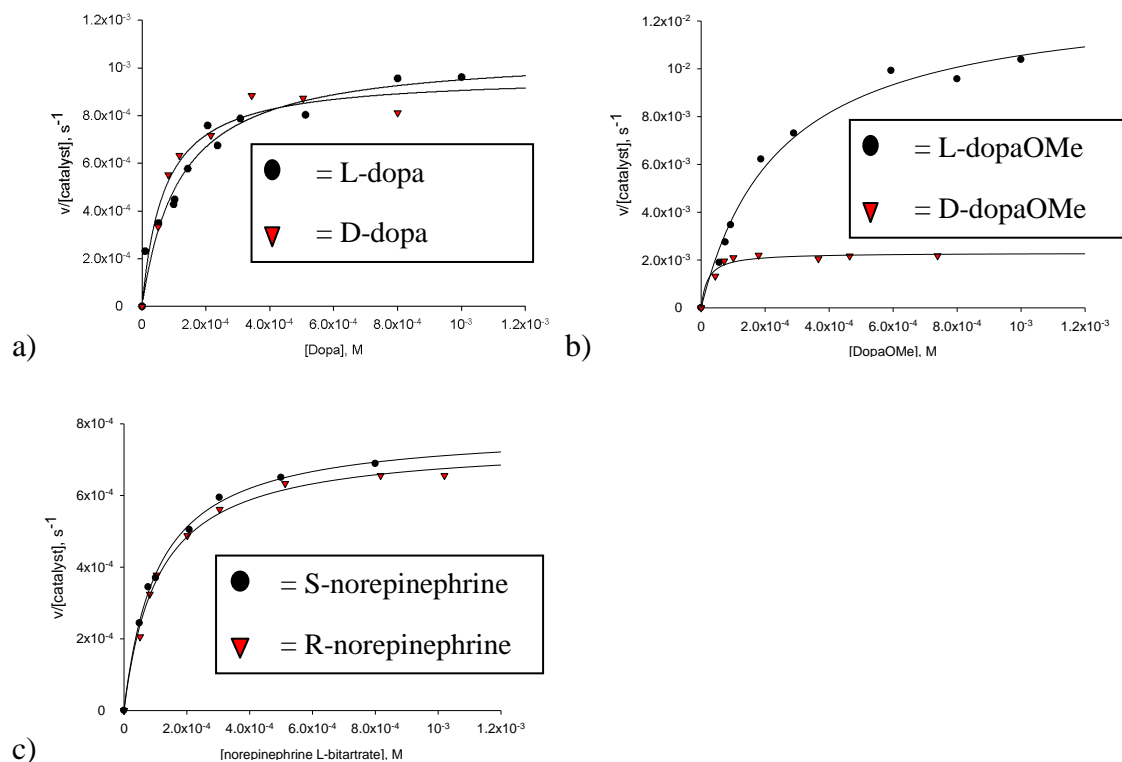 1.2x10⁻³
10⁻³
8.0x10⁻⁴
6.0x10⁻⁴
4.0x10⁻⁴
2.0x10⁻⁴
0
v/[catalyst], s⁻¹
= L-dopa
= D-dopa
0 2.0x10⁻⁴ 4.0x10⁻⁴ 6.0x10⁻⁴ 8.0x10⁻⁴ 10⁻³ 1.2x10⁻³
[Dopa], M
a)
1.2x10⁻²
10⁻²
8.0x10⁻³
6.0x10⁻³
4.0x10⁻³
2.0x10⁻³
0
v/[catalyst], s⁻¹
= L-dopaOMe
= D-dopaOMe
0 2.0x10⁻⁴ 4.0x10⁻⁴ 6.0x10⁻⁴ 8.0x10⁻⁴ 10⁻³ 1.2x10⁻³
[DopaOMe], M
b)
8x10⁻⁴
6x10⁻⁴
4x10⁻⁴
2x10⁻⁴
0
v/[catalyst], s⁻¹
= S-norepinephrine
= R-norepinephrine
0 2.0x10⁻⁴ 4.0x10⁻⁴ 6.0x10⁻⁴ 8.0x10⁻⁴ 10⁻³ 1.2x10⁻³
[norepinephrine L-bitartrate], M
c)